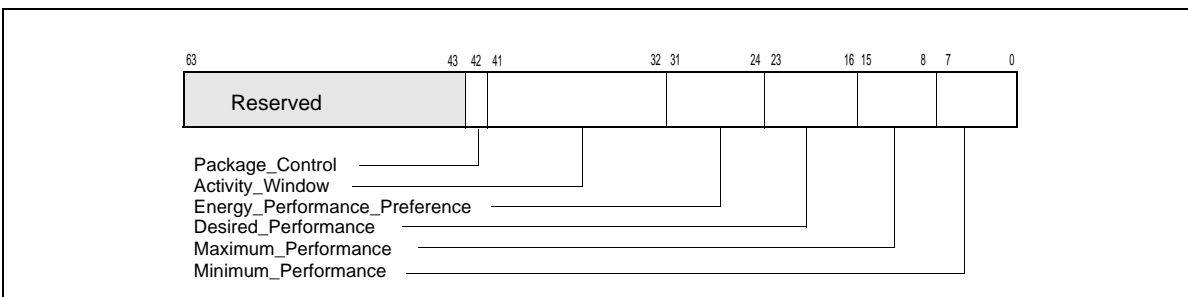 63 43 42 41 32 31 24 23 16 15 8 7 0
Reserved
Package_Control
Activity_Window
Energy_Performance_Preference
Desired_Performance
Maximum_Performance
Minimum_Performance